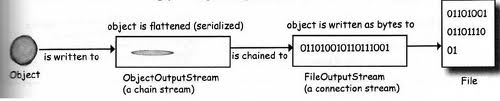 object is flattened (serialized)
object is written as bytes to
01101001
01101110
01
is written to
is chained to
011010010110111001
Object
ObjectOutputStream
(a chain stream)
FileOutputStream
(a connection stream)
File